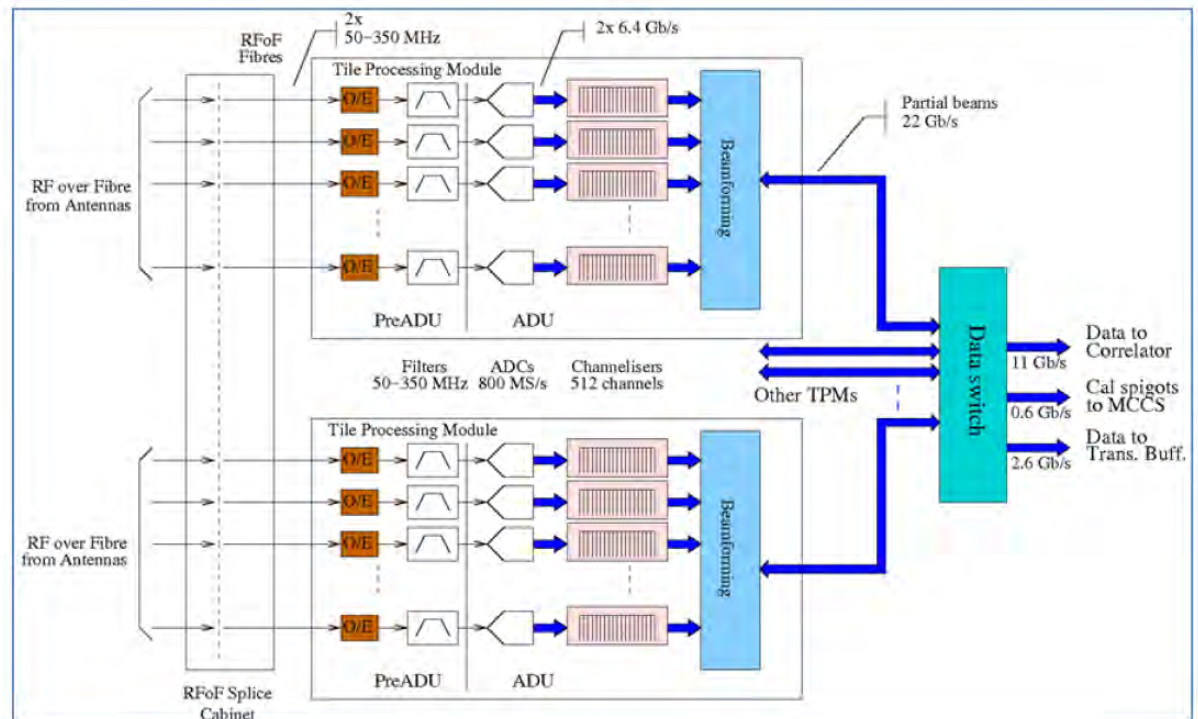 2x
50−350 MHz
RFoF
Fibres
2x 6.4 Gb/s
Tile Processing Module
O/E
O/E
O/E
O/E
Beamforming
Partial beams
22 Gb/s
RF over Fibre
from Antennas
PreADU
ADU
Filters
50−350 MHz
ADCs
800 MS/s
Channelisers
512 channels
Other TPMs
Data switch
Data to
Correlator
11 Gb/s
Cal spigots
to MCCS
0.6 Gb/s
Data to
Trans. Buff.
2.6 Gb/s
Tile Processing Module
O/E
O/E
O/E
O/E
Beamforming
RF over Fibre
from Antennas
PreADU
ADU
RFoF Splice
Cabinet